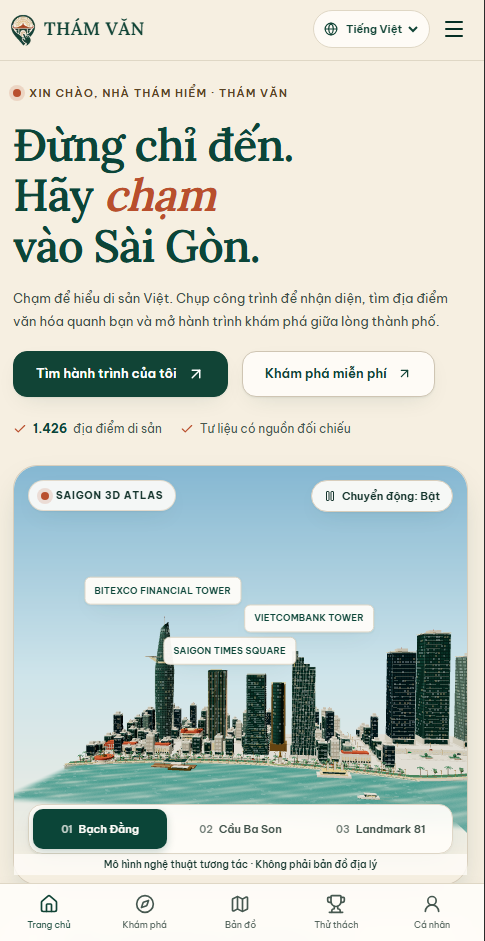 THÁM VĂN
Tiếng Việt
XIN CHÀO, NHÀ THÁM HIỂM · THÁM VĂN
Đừng chỉ đến.
Hãy chạm
vào Sài Gòn.
Chạm để hiểu di sản Việt. Chụp công trình để nhận diện, tìm địa điểm
văn hóa quanh bạn và mở hành trình khám phá giữa lòng thành phố.
Tìm hành trình của tôi
Khám phá miễn phí
1.426 địa điểm di sản
Tư liệu có nguồn đối chiếu
SAIGON 3D ATLAS
Chuyển động: Bật
BITEXCO FINANCIAL TOWER
VIETCOMBANK TOWER
SAIGON TIMES SQUARE
01 Bạch Đằng
02 Cầu Ba Son
03 Landmark 81
Mô hình nghệ thuật tương tác · Không phải bản đồ địa lý
Trang chủ
Khám phá
Bản đồ
Thử thách
Cá nhân